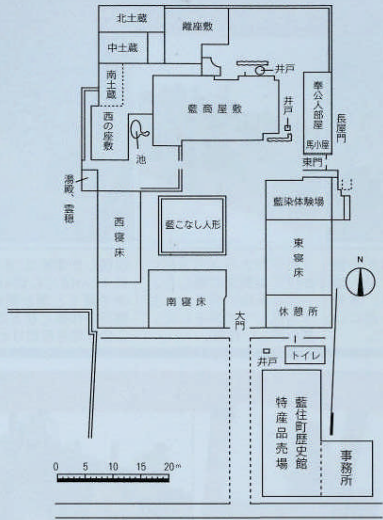 北土蔵
離座敷
中土蔵
南土蔵
井戸
奉公人部屋
藍商屋敷
井戸
長屋門
西の座敷
池
馬小屋
東門
湯殿、雪穏
藍染体験場
西寝床
藍こなし人形
東寝床
N
南寝床
休憩所
大門
井戸
トイレ
藍住町歴史館
特産品売場
事務所
0 5 10 15 20m